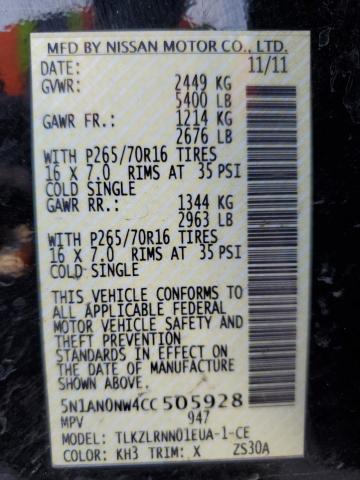 MFD BY NISSAN MOTOR CO., LTD.
DATE: 11/11
GVWR: 2449 KG
5400 LB
GAWR FR.: 1214 KG
2676 LB
WITH P265/70R16 TIRES
16 X 7.0 RIMS AT 35 PSI
COLD SINGLE
GAWR RR.: 1344 KG
2963 LB
WITH P265/70R16 TIRES
16 X 7.0 RIMS AT 35 PSI
COLD SINGLE
THIS VEHICLE CONFORMS TO
ALL APPLICABLE FEDERAL
MOTOR VEHICLE SAFETY AND
THEFT PREVENTION
STANDARDS IN EFFECT ON
THE DATE OF MANUFACTURE
SHOWN ABOVE.
5N1AN0NW4CC 505928
MPV 947
MODEL: TLKZLRNN01EUA-1-CE
COLOR: KH3 TRIM: X ZS30A